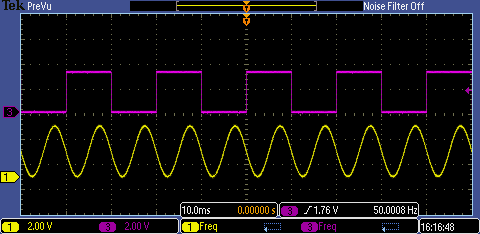 Tek PreVu Noise Filter Off
T
T
3
1
10.0ms 0.00000 s 3 1.76 V 50.0008 Hz
1 2.00 V 3 2.00 V 1 Freq 3 Freq 16:16:48